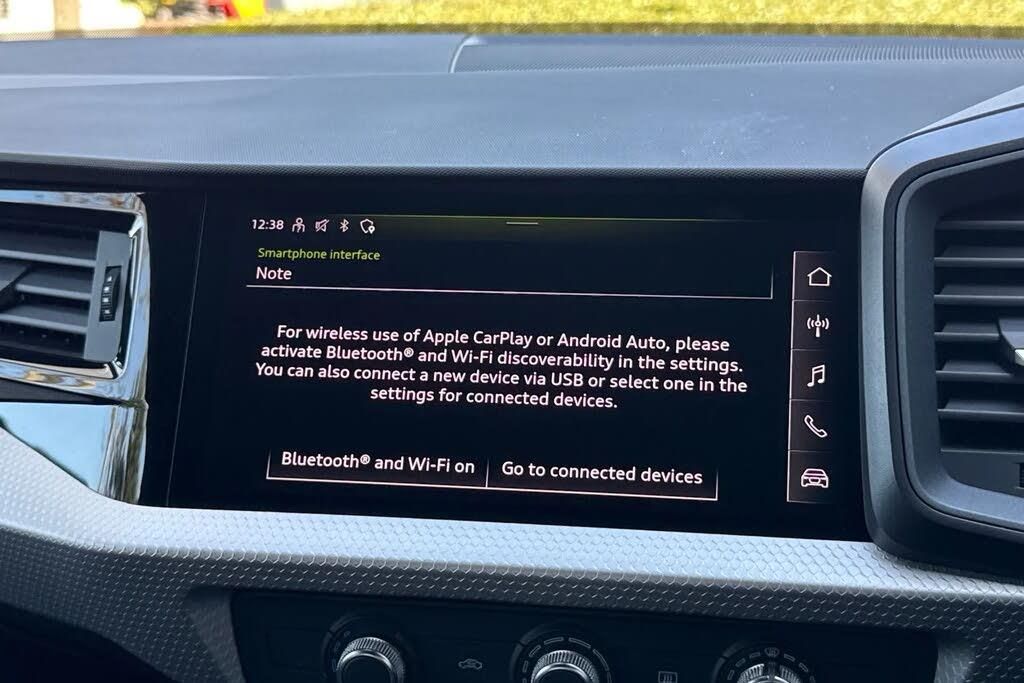 12:38
Smartphone interface
Note
For wireless use of Apple CarPlay or Android Auto, please
activate Bluetooth® and Wi-Fi discoverability in the settings.
You can also connect a new device via USB or select one in the
settings for connected devices.
Bluetooth® and Wi-Fi on
Go to connected devices